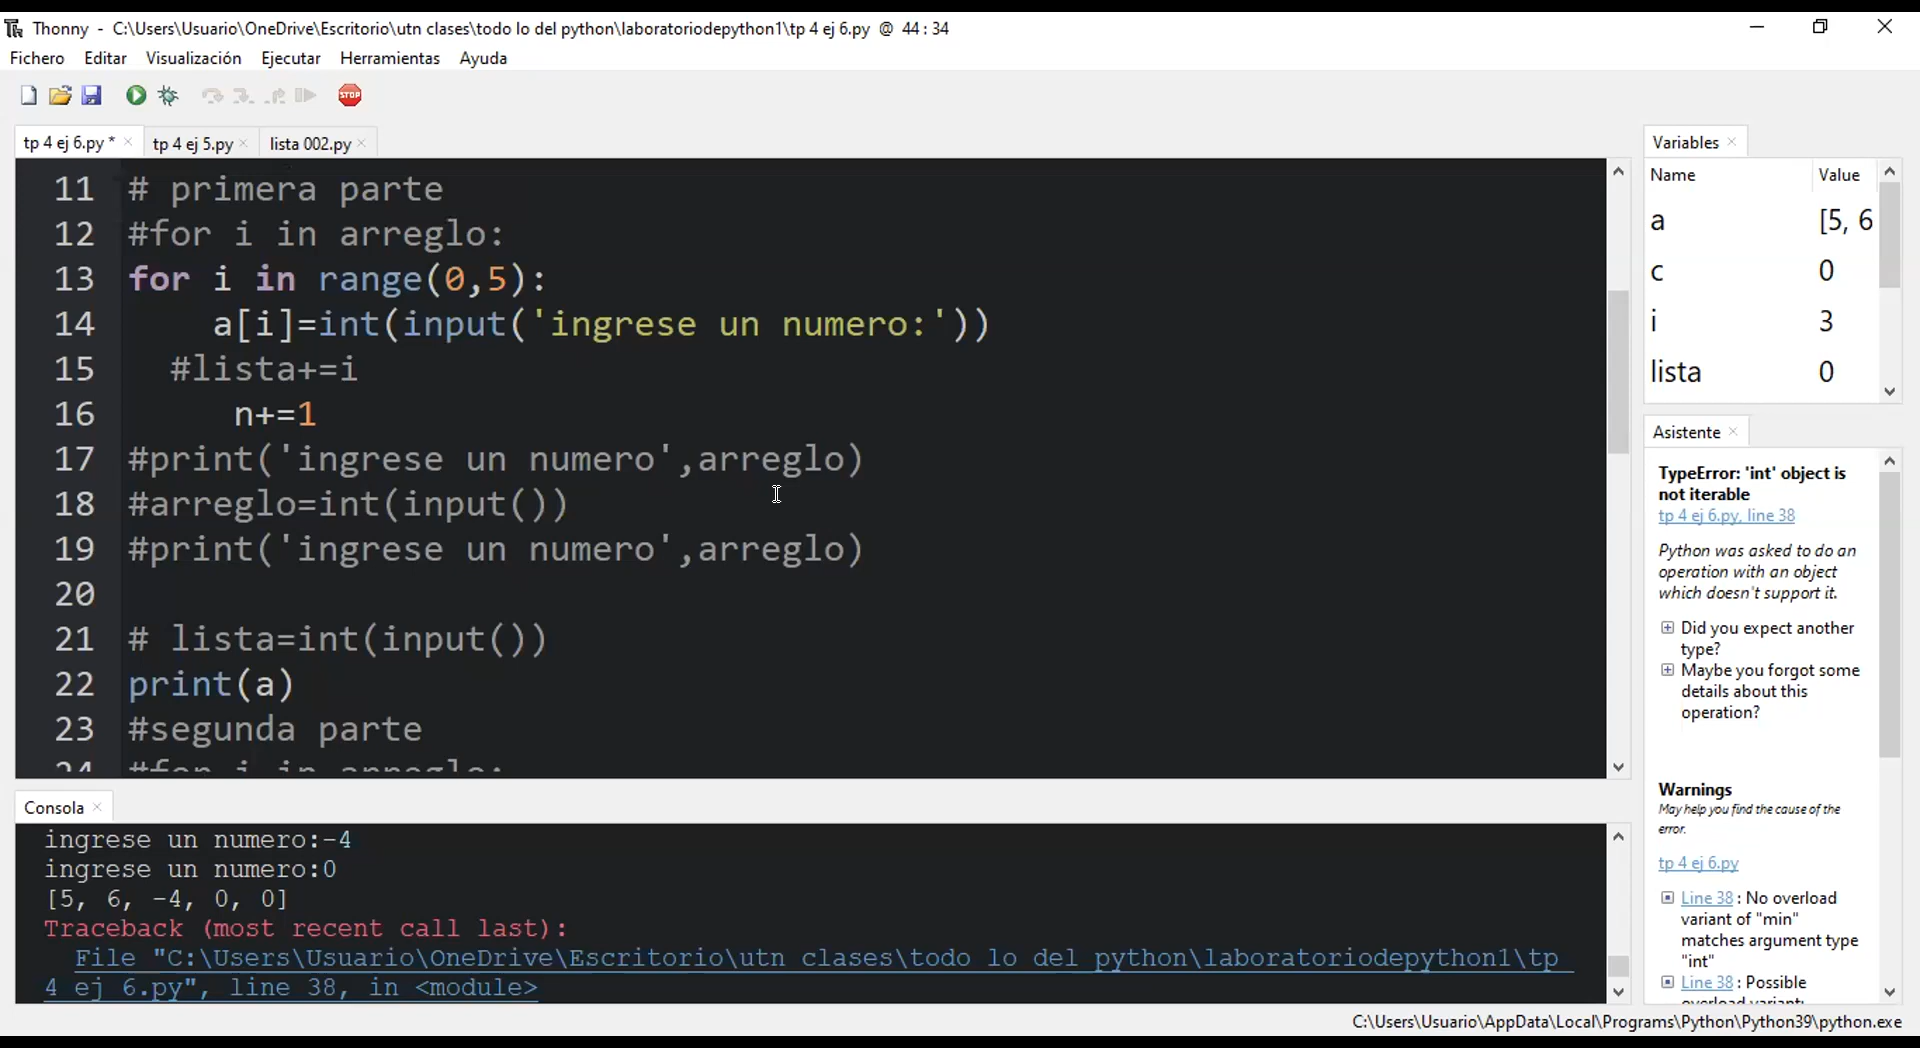 Thonny - C:\Users\Usuario\OneDrive\Escritorio\utn clases\todo lo del python\laboratoriodepython1\tp 4 ej 6.py @ 44 : 34
Fichero Editar Visualización Ejecutar Herramientas Ayuda
STOP
tp 4 ej 6.py * tp 4 ej 5.py lista 002.py
11 # primera parte
12 #for i in arreglo:
13 for i in range(0,5):
14     a[i]=int(input('ingrese un numero:'))
15   #lista+=i
16      n+=1
17 #print('ingrese un numero',arreglo)
18 #arreglo=int(input())
19 #print('ingrese un numero',arreglo)
20
21 # lista=int(input())
22 print(a)
23 #segunda parte
24 #for i in arreglo:
Consola
ingrese un numero:-4
ingrese un numero:0
[5, 6, -4, 0, 0]
Traceback (most recent call last):
File "C:\Users\Usuario\OneDrive\Escritorio\utn clases\todo lo del python\laboratoriodepython1\tp
4 ej 6.py", line 38, in <module>
Variables
Name Value
a [5, 6
c 0
i 3
lista 0
Asistente
TypeError: 'int' object is
not iterable
tp 4 ej 6.py, line 38
Python was asked to do an
operation with an object
which doesn't support it.
Did you expect another
type?
Maybe you forgot some
details about this
operation?
Warnings
May help you find the cause of the
error.
tp 4 ej 6.py
Line 38 : No overload
variant of "min"
matches argument type
"int"
Line 38 : Possible
overload variant:
C:\Users\Usuario\AppData\Local\Programs\Python\Python39\python.exe